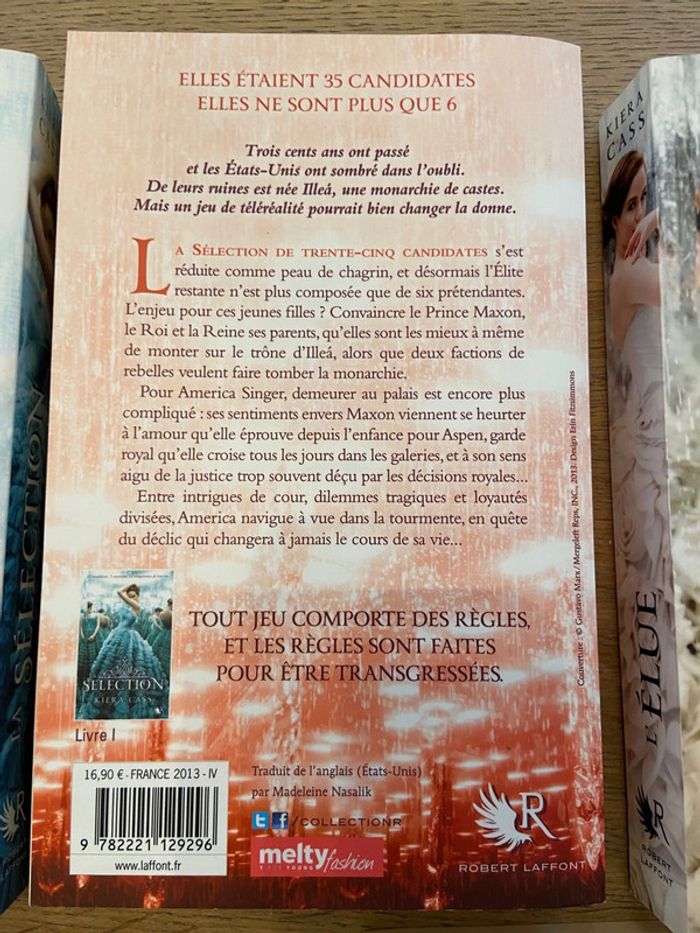 ELLES ÉTAIENT 35 CANDIDATES
ELLES NE SONT PLUS QUE 6
Trois cents ans ont passé
et les États-Unis ont sombré dans l'oubli.
De leurs ruines est née Illeá, une monarchie de castes.
Mais un jeu de téléréalité pourrait bien changer la donne.
LA SÉLECTION DE TRENTE-CINQ CANDIDATES s'est
réduite comme peau de chagrin, et désormais l'Élite
restante n'est plus composée que de six prétendantes.
L'enjeu pour ces jeunes filles ? Convaincre le Prince Maxon,
le Roi et la Reine ses parents, qu'elles sont les mieux à même
de monter sur le trône d'Illeá, alors que deux factions de
rebelles veulent faire tomber la monarchie.
Pour America Singer, demeurer au palais est encore plus
compliqué : ses sentiments envers Maxon viennent se heurter
à l'amour qu'elle éprouve depuis l'enfance pour Aspen, garde
royal qu'elle croise tous les jours dans les galeries, et à son sens
aigu de la justice trop souvent déçu par les décisions royales...
Entre intrigues de cour, dilemmes tragiques et loyautés
divisées, America navigue à vue dans la tourmente, en quête
du déclic qui changera à jamais le cours de sa vie...
TOUT JEU COMPORTE DES RÈGLES,
ET LES RÈGLES SONT FAITES
POUR ÊTRE TRANSGRESSÉES.
LA
SÉLECTION
KIERA CASS
Livre I
16,90 € - FRANCE 2013 - IV
9 782221 129296
www.laffont.fr
Traduit de l'anglais (États-Unis)
par Madeleine Nasalik
/COLLECTIONR
melty
fashion
R
ROBERT LAFFONT
Couverture : © Gustavo Marx / Mergeleft Reps, INC., 2013. Design Erin Fitzsimmons
LA SÉLECTION
KIERA
CASS
L'ÉLUE
R
ROBERT
LAFFONT